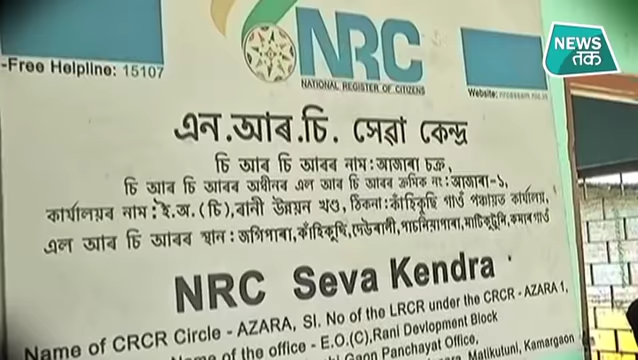 NEWS
तक
NRC
NATIONAL REGISTER OF CITIZENS
-Free Helpline: 15107
Website:
এন.আৰ.চি. সেৱা কেন্দ্ৰ
চি আৰ চি আৰৰ নাম:আজাৰা চক্ৰ,
চি আৰ চি আৰৰ অধীনৰ এল আৰ চি আৰৰ ক্ৰমিক নং:আজাৰা-১,
কাৰ্যালয়ৰ নাম:ই.অ.(চি),ৰানী উন্নয়ন খণ্ড, ঠিকনা:কাঁহিকুছি গাওঁ পঞ্চায়ত কাৰ্যালয়,
এল আৰ চি আৰৰ স্থান:জগিপাৰা,কাঁহিকুছি,দেউৰালী,পাচনিয়াপাৰা,মাটিকুটুনি,কমাৰগাওঁ
NRC Seva Kendra
Name of CRCR Circle - AZARA, Sl. No of the LRCR under the CRCR - AZARA 1,
Name of the office - E.O.(C),Rani Devlopment Block
Gaon Panchayat Office,
Matikutuni, Kamargaon